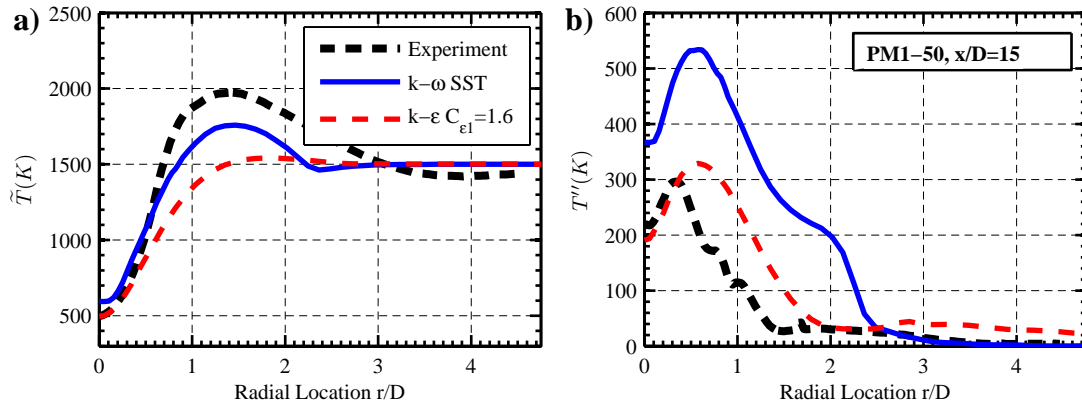 a)
2500
2000
1500
1000
500
0
1
2
3
4
T̃(K)
Radial Location r/D
Experiment
k−ω SST
k−ε C_ε1=1.6
b)
600
500
400
300
200
100
0
0
1
2
3
4
T''(K)
Radial Location r/D
PM1−50, x/D=15